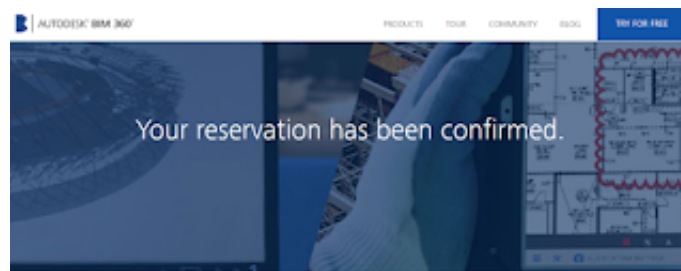 AUTODESK® BIM 360®
PRODUCTS TOUR COMMUNITY BLOG TRY FOR FREE
Your reservation has been confirmed.